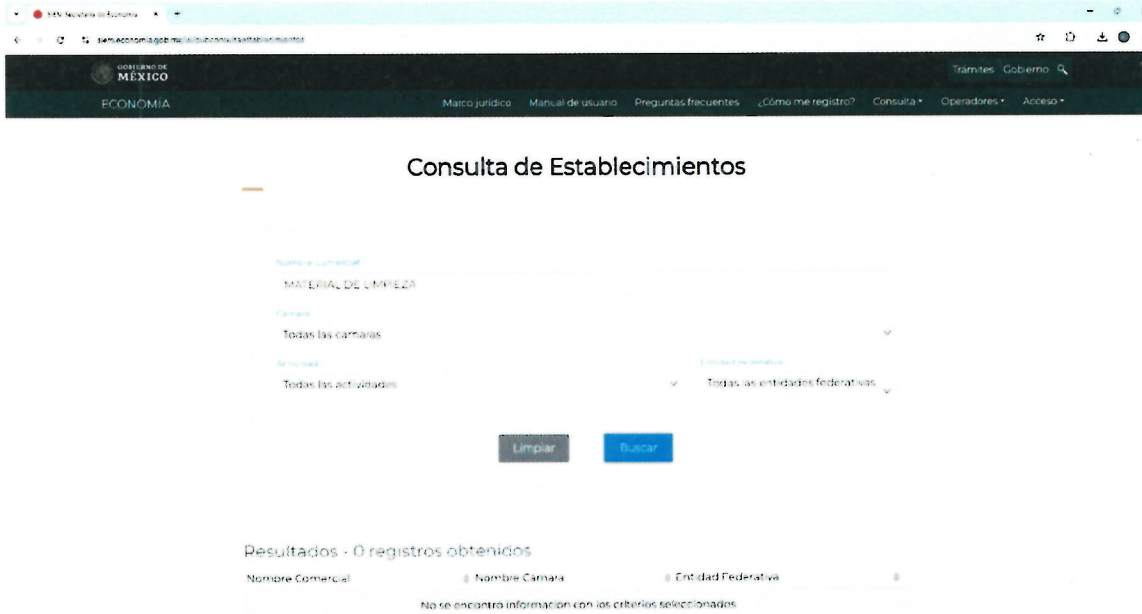 SIEM Secretaría de Economía
siem.economia.gob.mx/
GOBIERNO DE
MÉXICO
Trámites Gobierno
ECONOMÍA
Marco jurídico Manual de usuario Preguntas frecuentes ¿Cómo me registro? Consulta Operadores Acceso
Consulta de Establecimientos
Nombre Comercial
MATERIAL DE LIMPIEZA
Cámara
Todas las camaras
Actividad Entidad Federativa
Todas las actividades Todas las entidades federativas
Limpiar Buscar
Resultados - 0 registros obtenidos
Nombre Comercial Nombre Cámara Entidad Federativa
No se encontro información con los criterios seleccionados